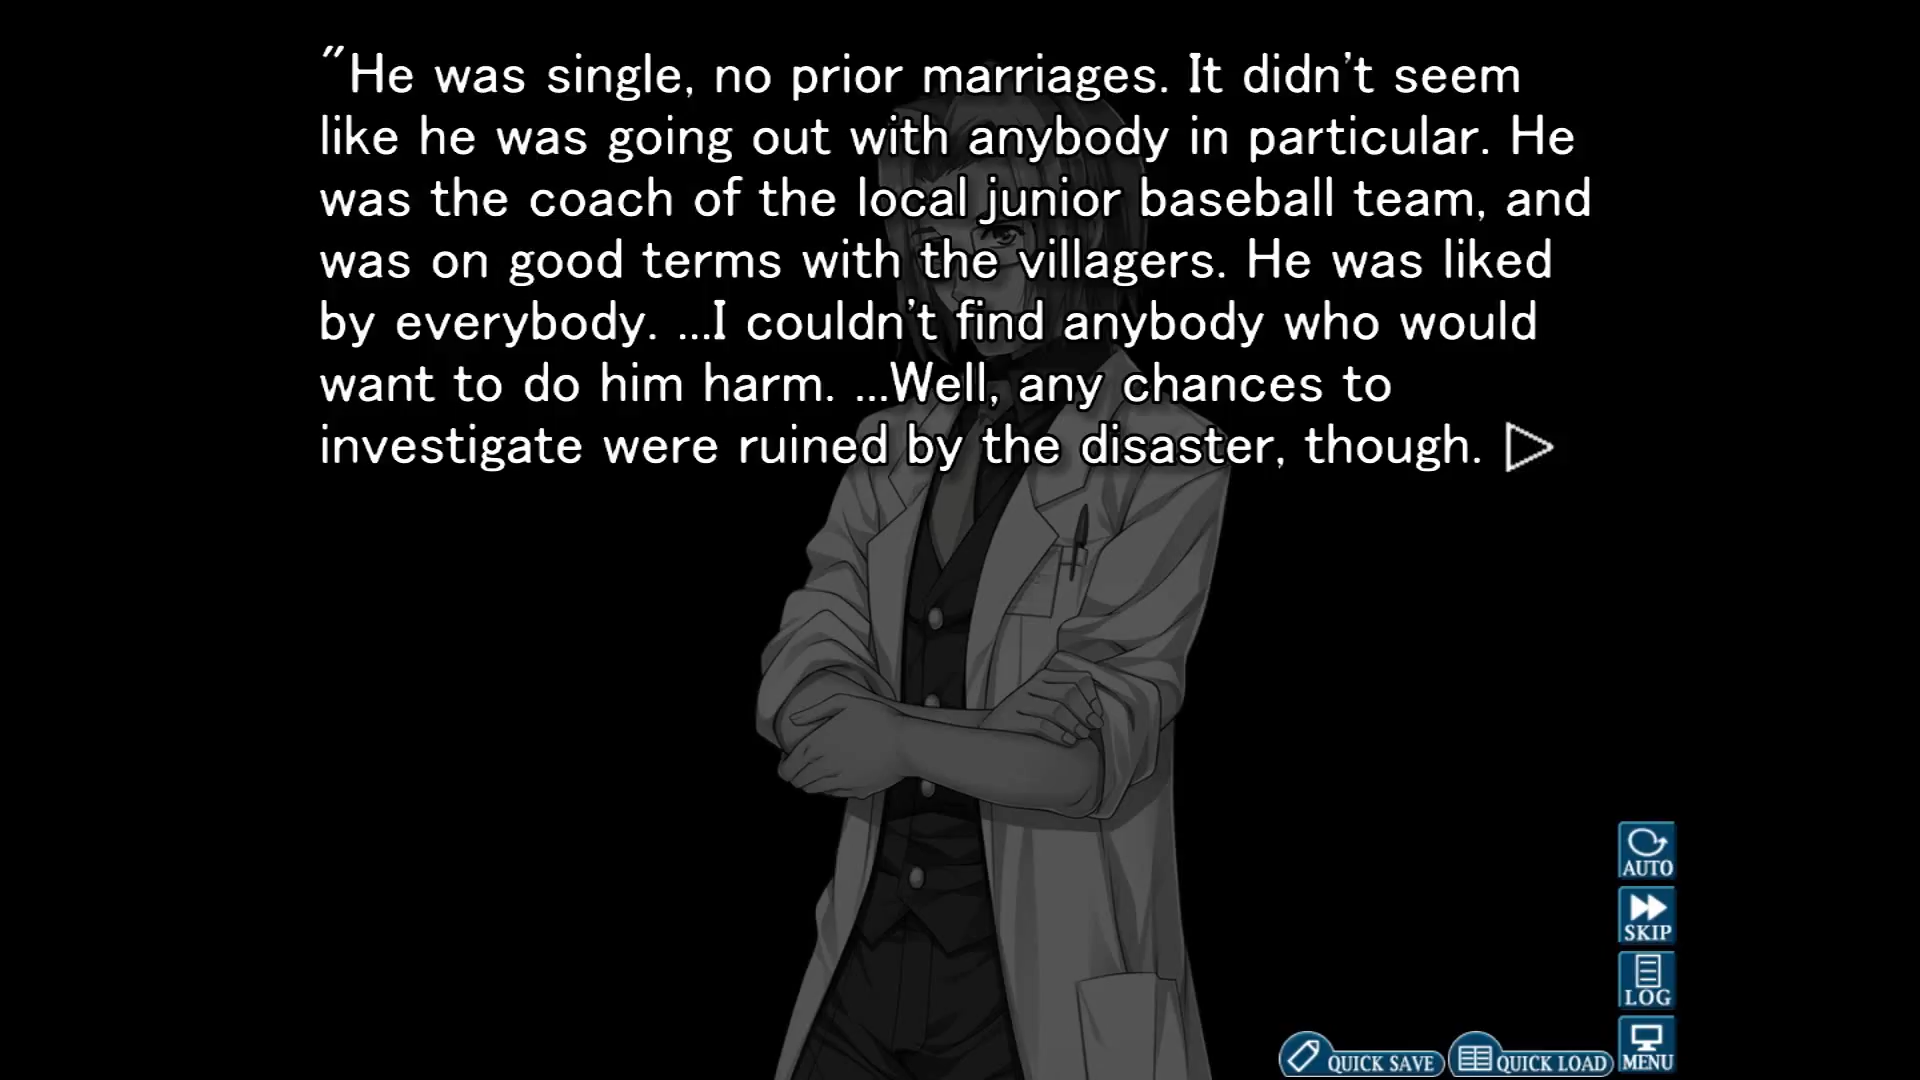 "He was single, no prior marriages. It didn't seem
like he was going out with anybody in particular. He
was the coach of the local junior baseball team, and
was on good terms with the villagers. He was liked
by everybody. ...I couldn't find anybody who would
want to do him harm. ...Well, any chances to
investigate were ruined by the disaster, though.
AUTO
SKIP
LOG
MENU
QUICK SAVE
QUICK LOAD